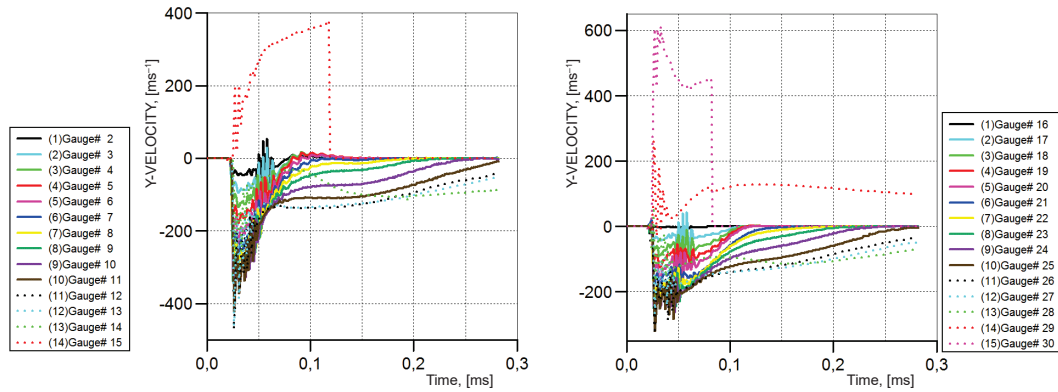 400
200
0
-200
-400
Y-VELOCITY, [ms⁻¹]
0,0
0,1
0,2
0,3
Time, [ms]
(1)Gauge# 2
(2)Gauge# 3
(3)Gauge# 4
(4)Gauge# 5
(5)Gauge# 6
(6)Gauge# 7
(7)Gauge# 8
(8)Gauge# 9
(9)Gauge# 10
(10)Gauge# 11
(11)Gauge# 12
(12)Gauge# 13
(13)Gauge# 14
(14)Gauge# 15
600
400
200
0
-200
Y-VELOCITY, [ms⁻¹]
0,0
0,1
0,2
0,3
Time, [ms]
(1)Gauge# 16
(2)Gauge# 17
(3)Gauge# 18
(4)Gauge# 19
(5)Gauge# 20
(6)Gauge# 21
(7)Gauge# 22
(8)Gauge# 23
(9)Gauge# 24
(10)Gauge# 25
(11)Gauge# 26
(12)Gauge# 27
(13)Gauge# 28
(14)Gauge# 29
(15)Gauge# 30